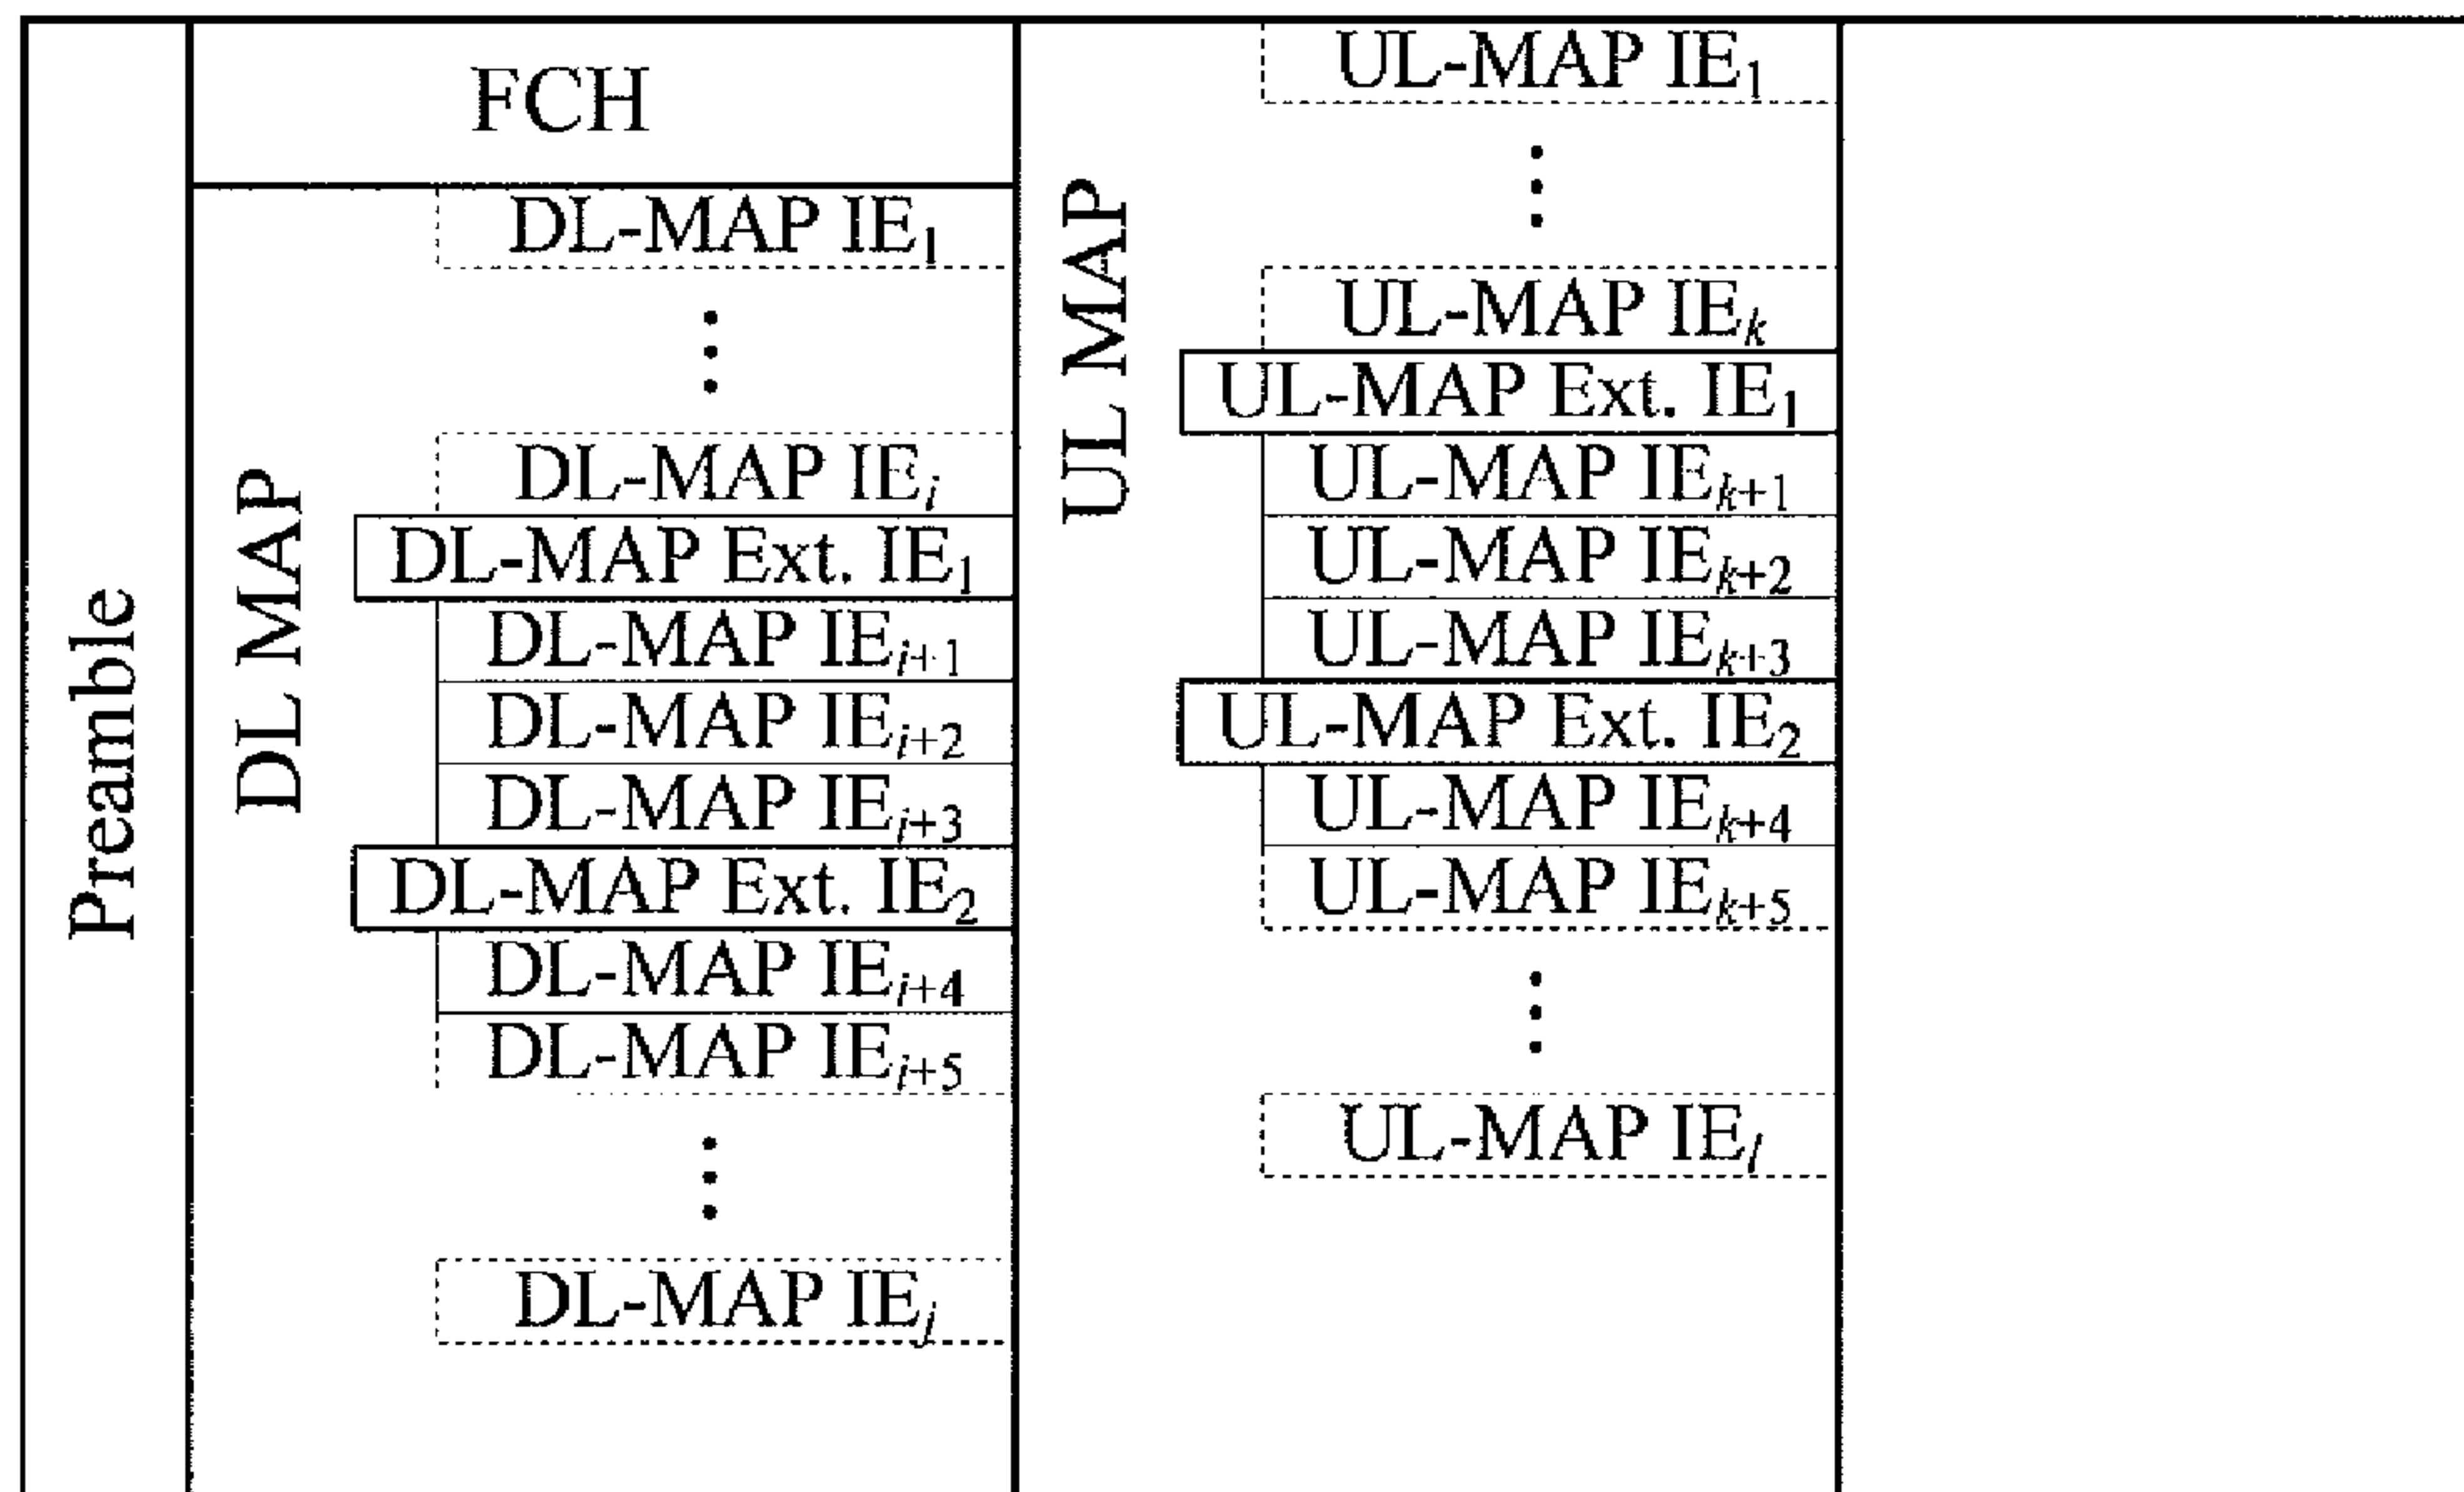 Preamble
FCH
DL MAP
DL-MAP IE₁
⋮
DL-MAP IEᵢ
DL-MAP Ext. IE₁
DL-MAP IEᵢ₊₁
DL-MAP IEᵢ₊₂
DL-MAP IEᵢ₊₃
DL-MAP Ext. IE₂
DL-MAP IEᵢ₊₄
DL-MAP IEᵢ₊₅
⋮
DL-MAP IEⱼ
UL MAP
UL-MAP IE₁
⋮
UL-MAP IEₖ
UL-MAP Ext. IE₁
UL-MAP IEₖ₊₁
UL-MAP IEₖ₊₂
UL-MAP IEₖ₊₃
UL-MAP Ext. IE₂
UL-MAP IEₖ₊₄
UL-MAP IEₖ₊₅
⋮
UL-MAP IEₗ